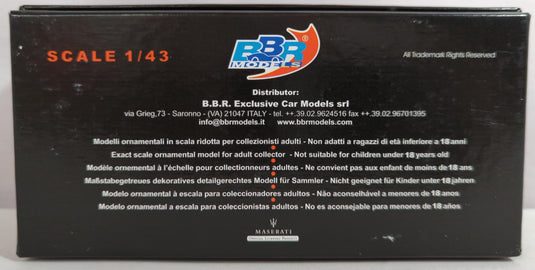 SCALE 1/43
BBR
MODELS
All Trademark Rights Reserved
Distributor:
B.B.R. Exclusive Car Models srl
via Grieg,73 - Saronno - (VA) 21047 ITALY - tel. ++.39.02.9624516 fax ++.39.02.96701395
info@bbrmodels.it www.bbrmodels.com
Modelli ornamentali in scala ridotta per collezionisti adulti - Non adatti a ragazzi di età inferiore a 18 anni
Exact scale ornamental model for adult collector - Not suitable for children under 18 years old
Modèle ornemental à l'échelle pour collectionneurs adultes - Ne convient pas aux enfant de moins de 18 ans
Maßstabegetreues dekoratives detailgerechtes Modell für Sammler - Nicht geeignet für Kinder unter 18 jahren
Modelo ornamental à escala para coleccionadores adultos - Não aconselhável a menores de 18 anos
Modelo ornamental a escala para coleccionistas adultos - No es aconsejable para menores de 18 años
MASERATI